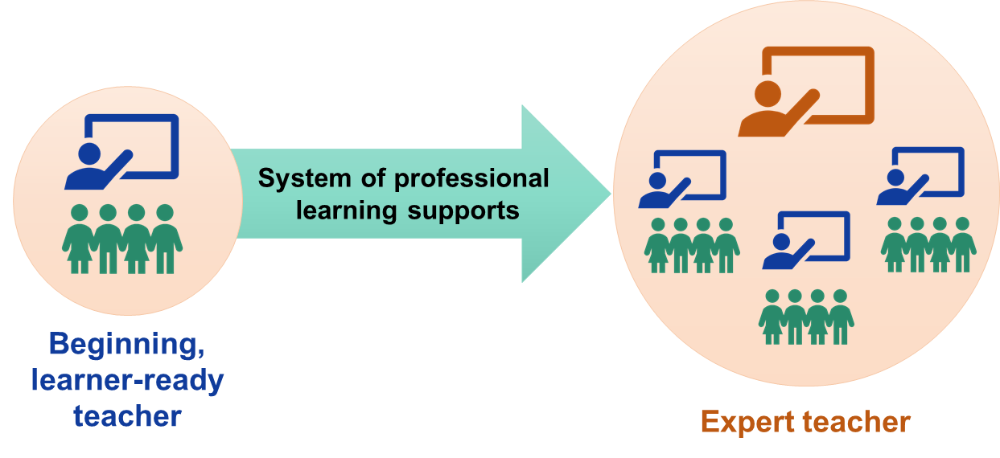 System of professional
learning supports
Beginning,
learner-ready
teacher
Expert teacher